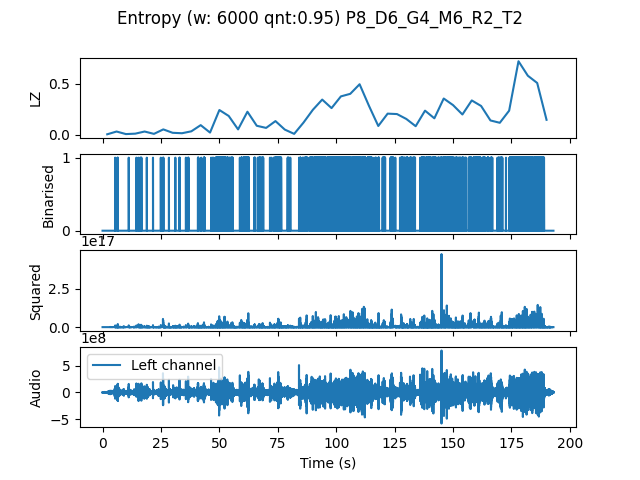 Entropy (w: 6000 qnt:0.95) P8_D6_G4_M6_R2_T2
0.5
LZ
0.0
1
Binarised
0
1e17
2.5
Squared
0.0
1e8
5
Left channel
Audio
0
−5
0 25 50 75 100 125 150 175 200
Time (s)